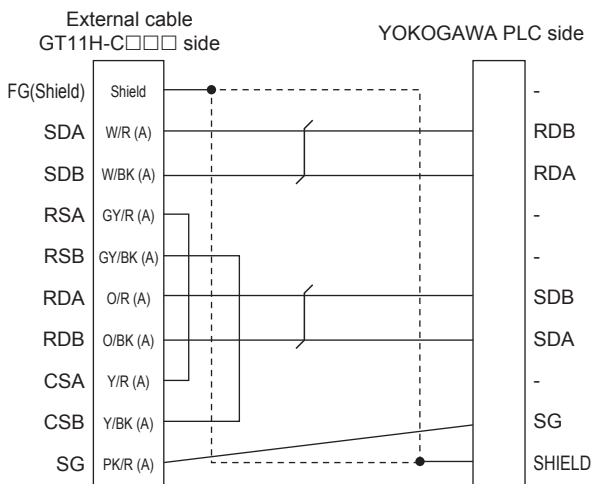 External cable
GT11H-C□□□ side
YOKOGAWA PLC side
FG(Shield) Shield -
SDA W/R (A) RDB
SDB W/BK (A) RDA
RSA GY/R (A) -
RSB GY/BK (A) -
RDA O/R (A) SDB
RDB O/BK (A) SDA
CSA Y/R (A) -
CSB Y/BK (A) SG
SG PK/R (A) SHIELD